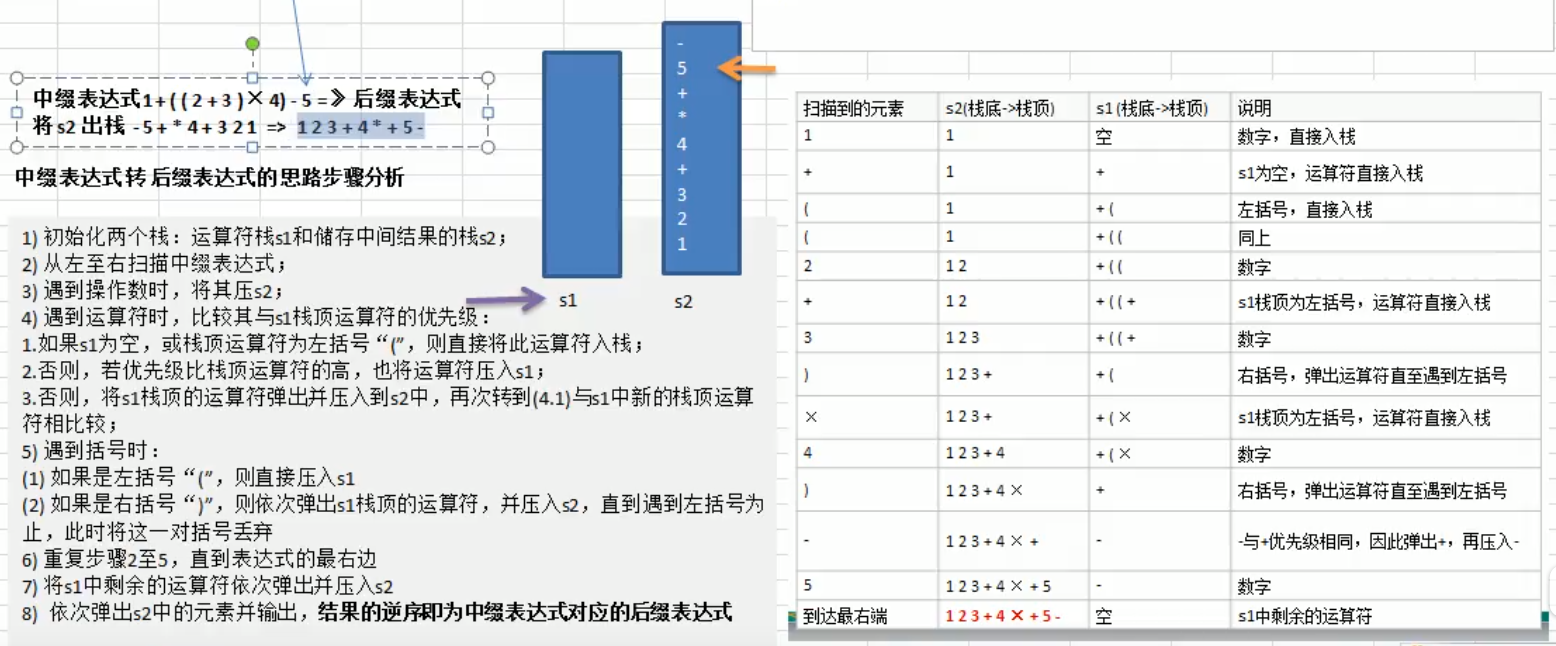 中缀表达式1+((2+3)×4)-5=》后缀表达式
将s2出栈 -5+*4+321 => 123+4*+5-
中缀表达式转 后缀表达式的思路步骤分析
1) 初始化两个栈：运算符栈s1和储存中间结果的栈s2；
2) 从左至右扫描中缀表达式；
3) 遇到操作数时，将其压s2；
4) 遇到运算符时，比较其与s1栈顶运算符的优先级：
1.如果s1为空，或栈顶运算符为左括号“(”，则直接将此运算符入栈；
2.否则，若优先级比栈顶运算符的高，也将运算符压入s1；
3.否则，将s1栈顶的运算符弹出并压入到s2中，再次转到(4.1)与s1中新的栈顶运算
符相比较；
5) 遇到括号时：
(1) 如果是左括号“(”，则直接压入s1
(2) 如果是右括号“)”，则依次弹出s1栈顶的运算符，并压入s2，直到遇到左括号为
止，此时将这一对括号丢弃
6) 重复步骤2至5，直到表达式的最右边
7) 将s1中剩余的运算符依次弹出并压入s2
8) 依次弹出s2中的元素并输出，结果的逆序即为中缀表达式对应的后缀表达式
s1
-
5
+
*
4
+
3
2
1
s2
扫描到的元素 s2(栈底->栈顶) s1 (栈底->栈顶) 说明
1 1 空 数字，直接入栈
+ 1 + s1为空，运算符直接入栈
( 1 + ( 左括号，直接入栈
( 1 + ( ( 同上
2 1 2 + ( ( 数字
+ 1 2 + ( ( + s1栈顶为左括号，运算符直接入栈
3 1 2 3 + ( ( + 数字
) 1 2 3 + + ( 右括号，弹出运算符直至遇到左括号
× 1 2 3 + + ( × s1栈顶为左括号，运算符直接入栈
4 1 2 3 + 4 + ( × 数字
) 1 2 3 + 4 × + 右括号，弹出运算符直至遇到左括号
- 1 2 3 + 4 × + - -与+优先级相同，因此弹出+，再压入-
5 1 2 3 + 4 × + 5 - 数字
到达最右端 1 2 3 + 4 × + 5 - 空 s1中剩余的运算符